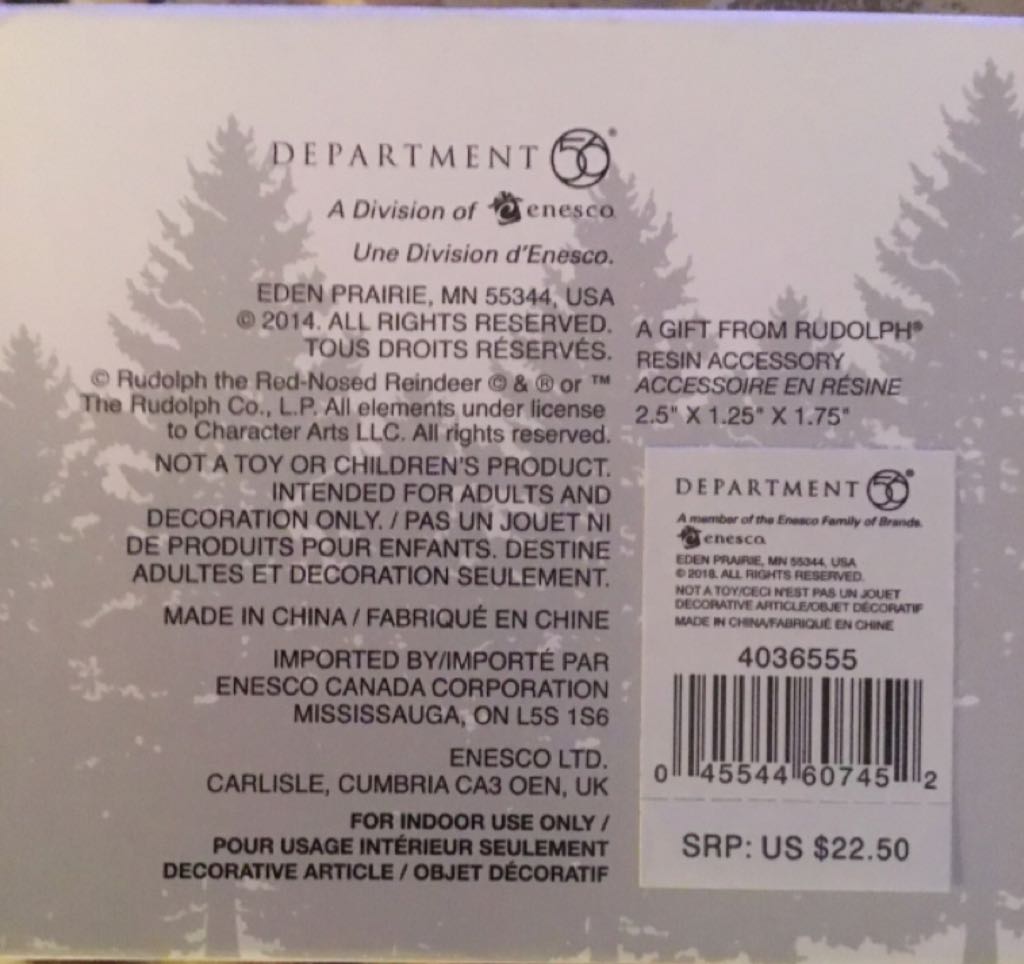 DEPARTMENT 56®
A Division of enesco
Une Division d'Enesco.
EDEN PRAIRIE, MN 55344, USA
© 2014. ALL RIGHTS RESERVED.
TOUS DROITS RÉSERVÉS.
© Rudolph the Red-Nosed Reindeer © & ® or ™
The Rudolph Co., L.P. All elements under license
to Character Arts LLC. All rights reserved.
NOT A TOY OR CHILDREN'S PRODUCT.
INTENDED FOR ADULTS AND
DECORATION ONLY. / PAS UN JOUET NI
DE PRODUITS POUR ENFANTS. DESTINE
ADULTES ET DECORATION SEULEMENT.
MADE IN CHINA / FABRIQUÉ EN CHINE
IMPORTED BY/IMPORTÉ PAR
ENESCO CANADA CORPORATION
MISSISSAUGA, ON L5S 1S6
ENESCO LTD.
CARLISLE, CUMBRIA CA3 OEN, UK
FOR INDOOR USE ONLY /
POUR USAGE INTÉRIEUR SEULEMENT
DECORATIVE ARTICLE / OBJET DÉCORATIF
A GIFT FROM RUDOLPH®
RESIN ACCESSORY
ACCESSOIRE EN RÉSINE
2.5" X 1.25" X 1.75"
DEPARTMENT 56®
A member of the Enesco Family of Brands.
enesco
EDEN PRAIRIE, MN 55344, USA
© 2018. ALL RIGHTS RESERVED.
NOT A TOY/CECI N'EST PAS UN JOUET
DECORATIVE ARTICLE/OBJET DÉCORATIF
MADE IN CHINA/FABRIQUÉ EN CHINE
4036555
0 45544 60745 2
SRP: US $22.50